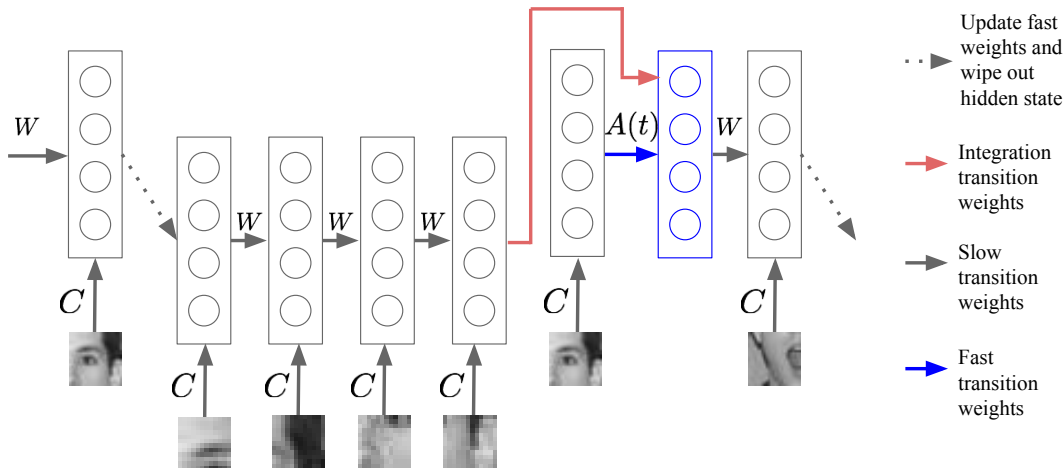 W
C
C
W
C
W
C
W
C
C
A(t)
W
C
Update fast
weights and
wipe out
hidden state
Integration
transition
weights
Slow
transition
weights
Fast
transition
weights